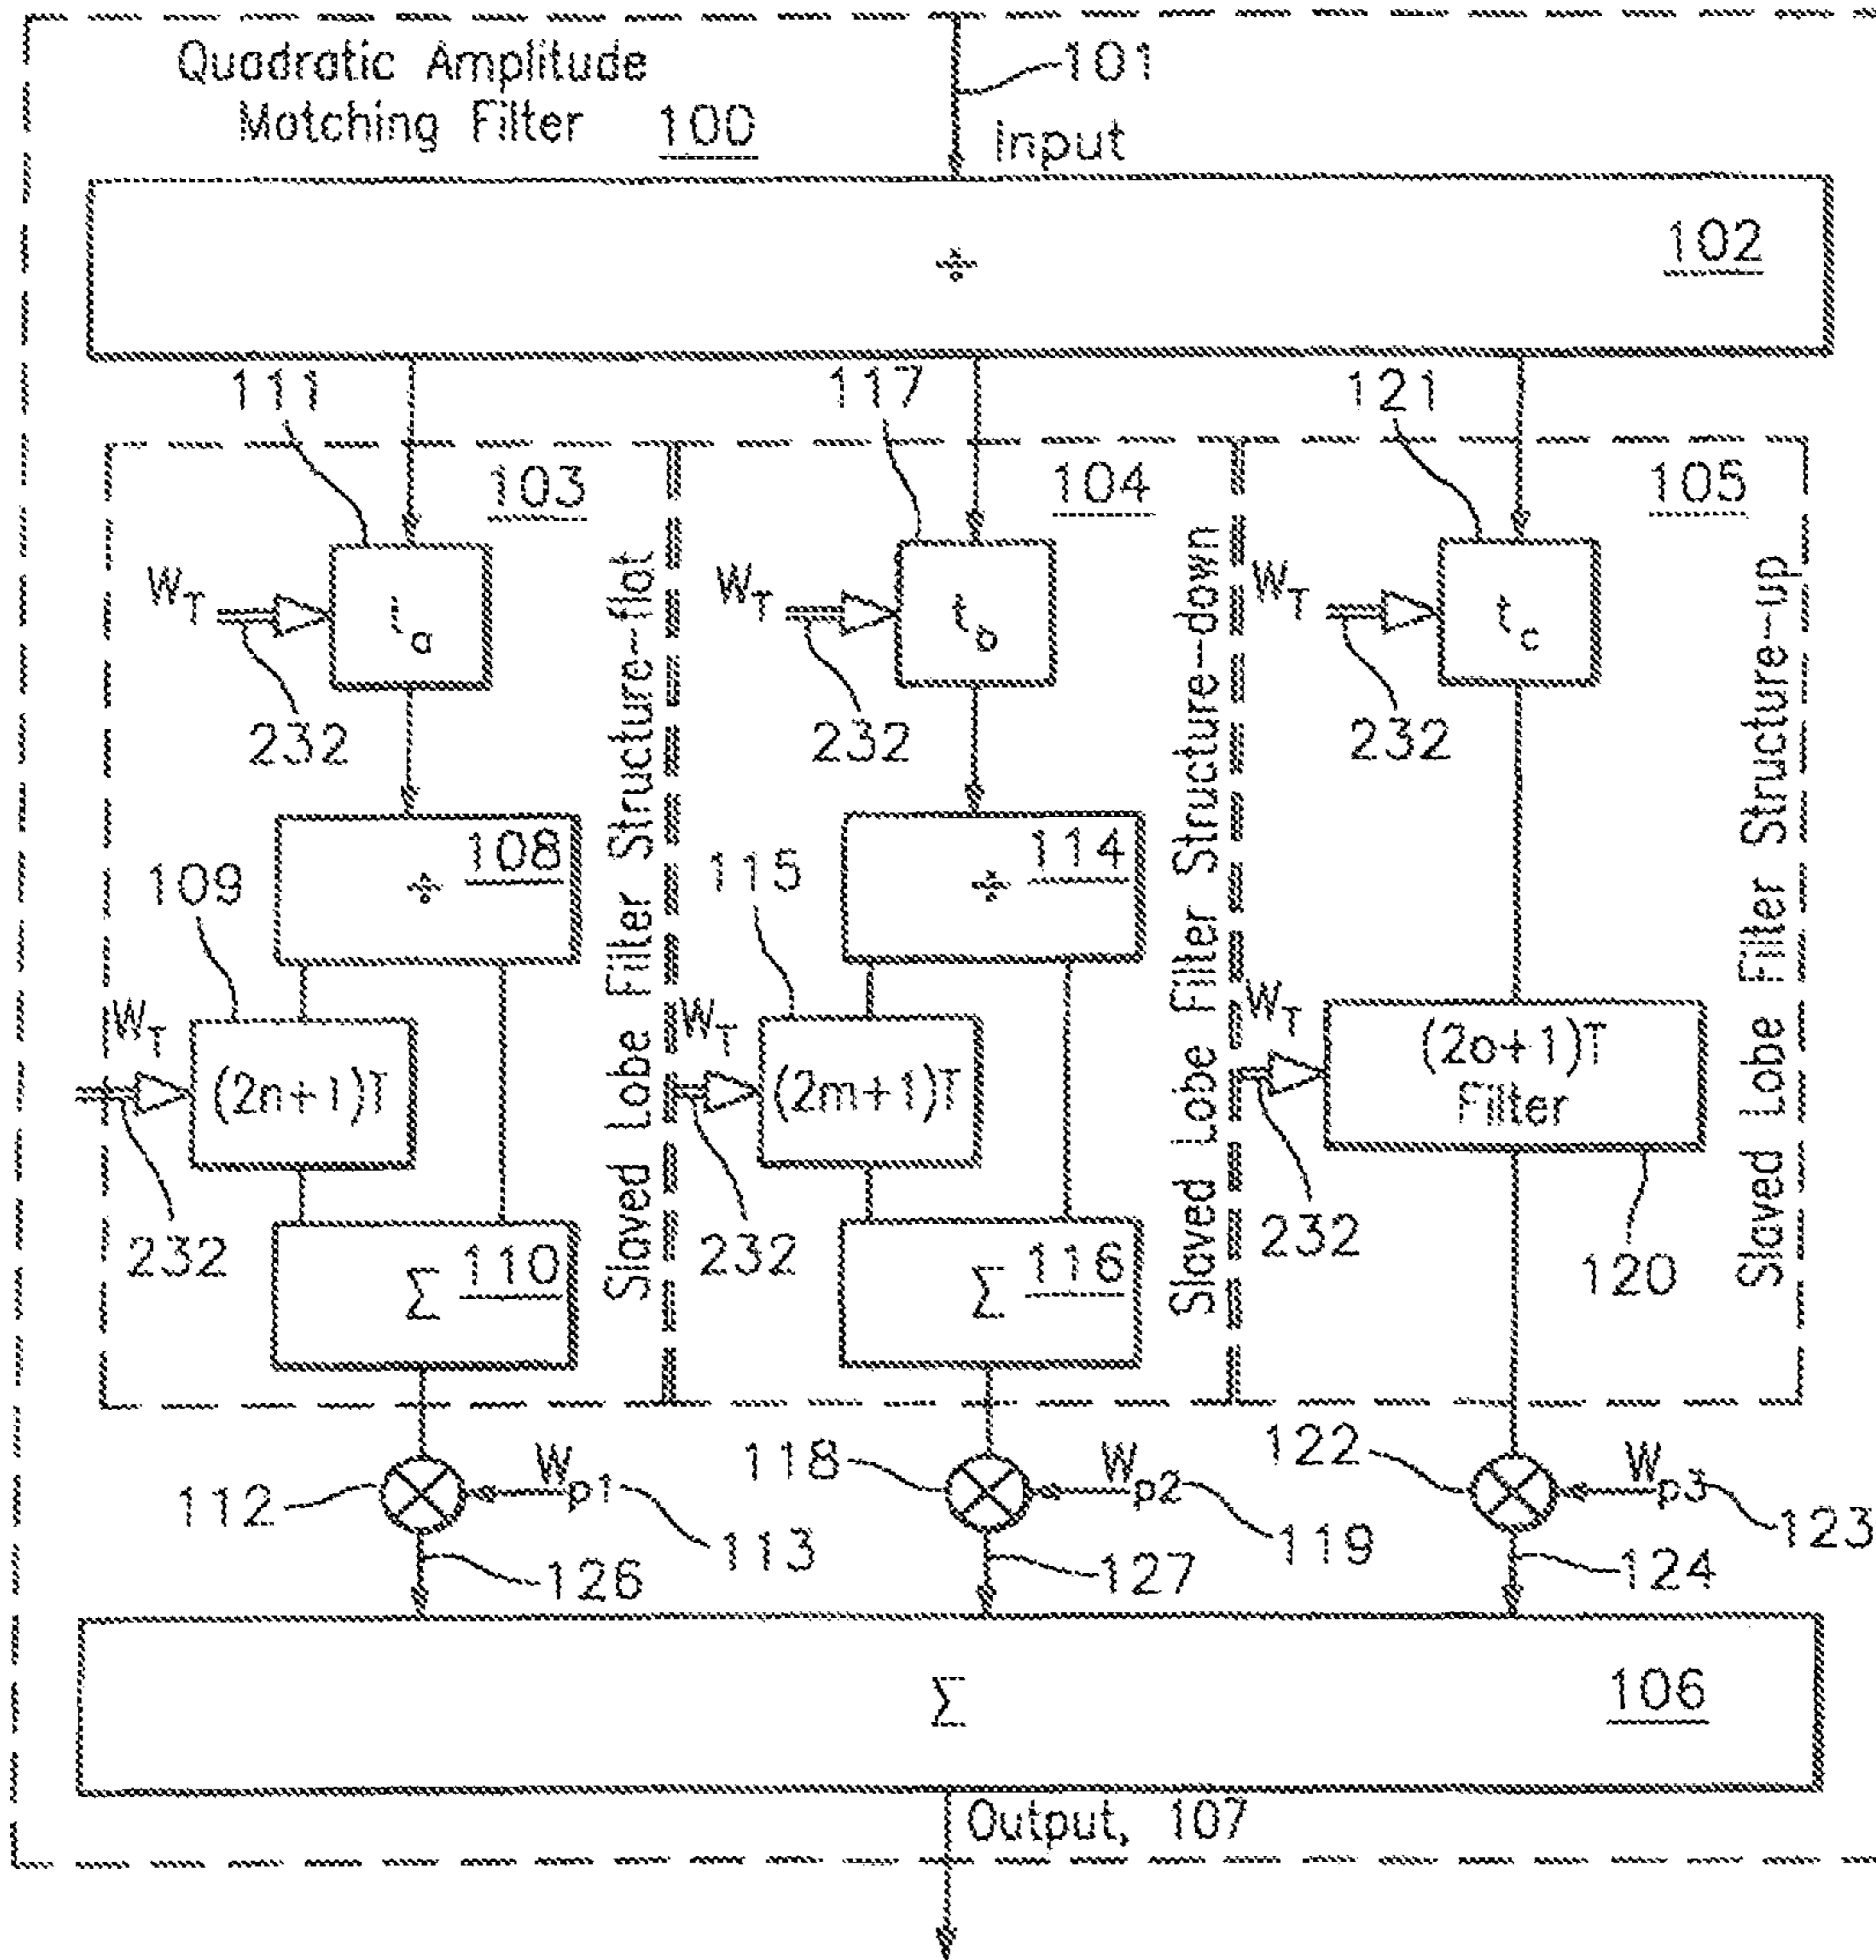 Quadratic Amplitude
Matching Filter 100
101
Input
÷ 102
111
117
121
103
104
105
W_T
t_a
W_T
t_b
W_T
t_c
232
232
232
Slaved Lobe Filter Structure-flat
Slaved Lobe Filter Structure-down
Slaved Lobe Filter Structure-up
÷ 108
÷ 114
109
115
W_T
(2n+1)T
W_T
(2m+1)T
W_T
(2o+1)T
Filter
232
232
232
120
Σ 110
Σ 116
112
W_p1
113
118
W_p2
119
122
W_p3
123
126
127
124
Σ 106
Output, 107